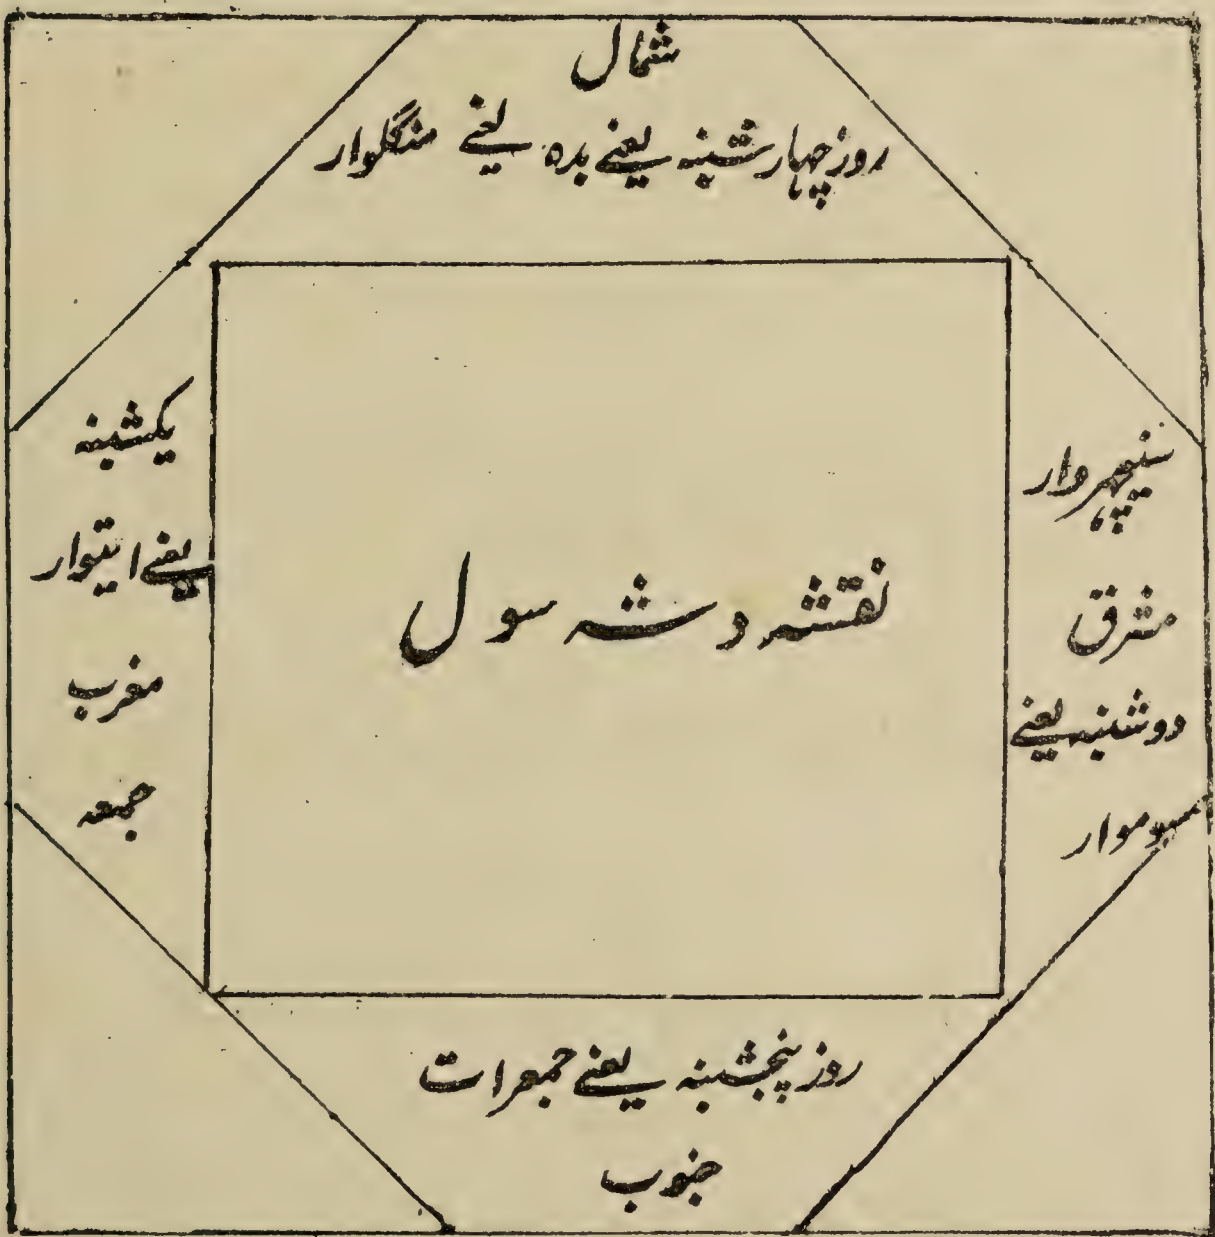 شمال
روز چہار شنبہ یعنے بدہ یعنے منگلوار
سنیچروار
مشرق
دوشنبہ یعنے
سوموار
نقشہ دشہ سول
یکشنبہ
یعنے ایتوار
مغرب
جمعہ
روز پنجشنبہ یعنے جمعرات
جنوب